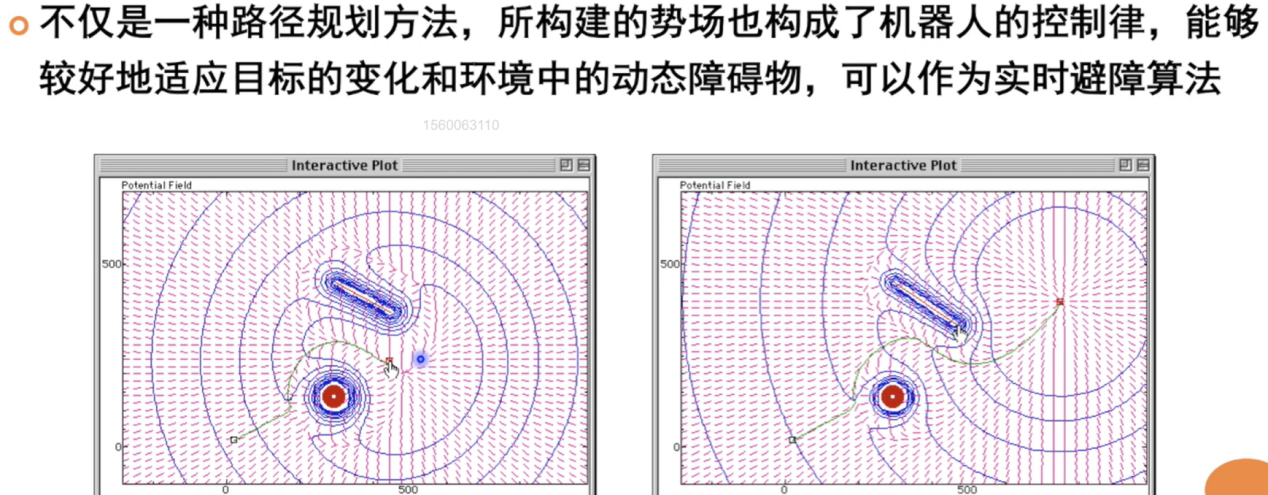 不仅是一种路径规划方法，所构建的势场也构成了机器人的控制律，能够
较好地适应目标的变化和环境中的动态障碍物，可以作为实时避障算法
1560063110
Interactive Plot
Potential Field
500
0
0 500
Interactive Plot
Potential Field
500
0
0 500